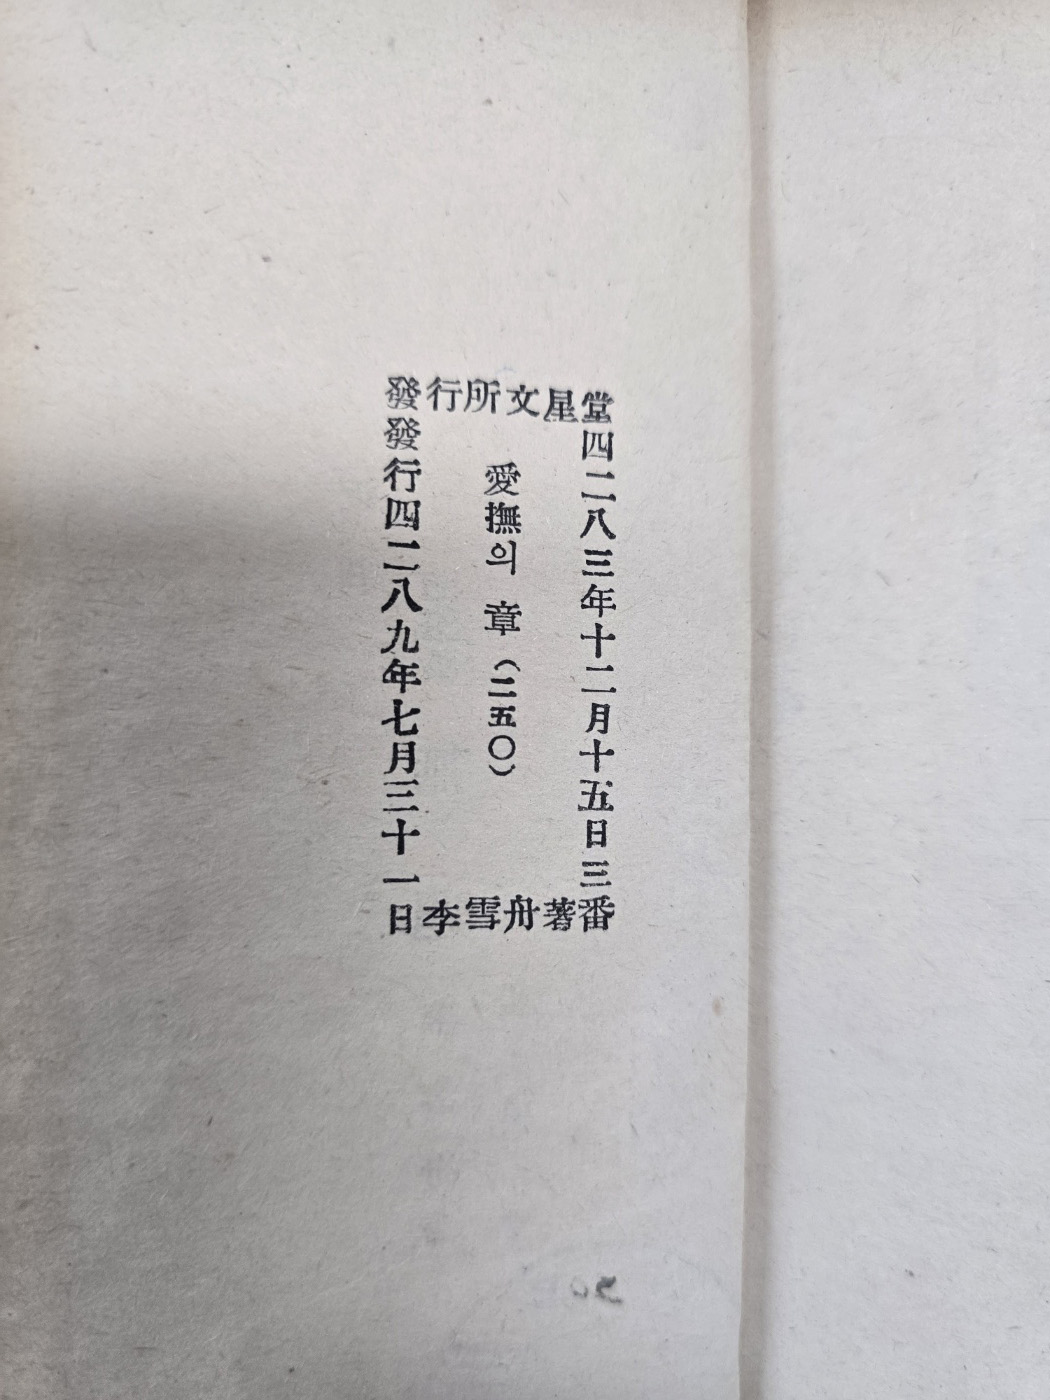 發行所文星堂
四二八三年十二月十五日三番
愛撫의 章 (二五〇)
發行四二八九年七月三十一日
李雪舟著